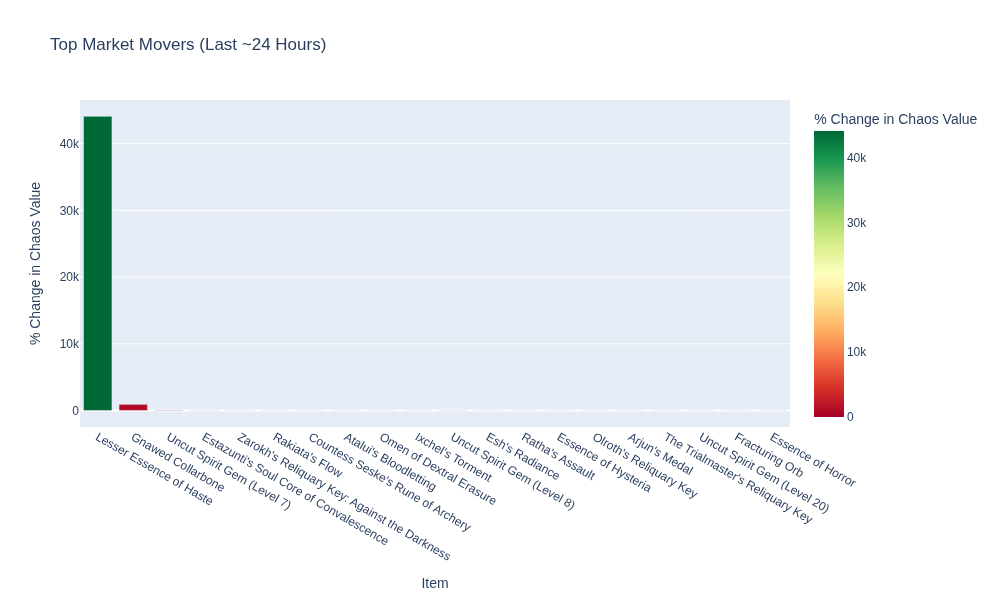 Top Market Movers (Last ~24 Hours)
% Change in Chaos Value
40k
30k
20k
10k
0
% Change in Chaos Value
40k
30k
20k
10k
0
Lesser Essence of Haste
Gnawed Collarbone
Uncut Spirit Gem (Level 7)
Estazunti's Soul Core of Convalescence
Zarokh's Reliquary Key: Against the Darkness
Rakiata's Flow
Countess Seske's Rune of Archery
Atalui's Bloodletting
Omen of Dextral Erasure
Ixchel's Torment
Uncut Spirit Gem (Level 8)
Esh's Radiance
Ratha's Assault
Essence of Hysteria
Olroth's Reliquary Key
Arjun's Medal
The Trialmaster's Reliquary Key
Uncut Spirit Gem (Level 20)
Fracturing Orb
Essence of Horror
Item